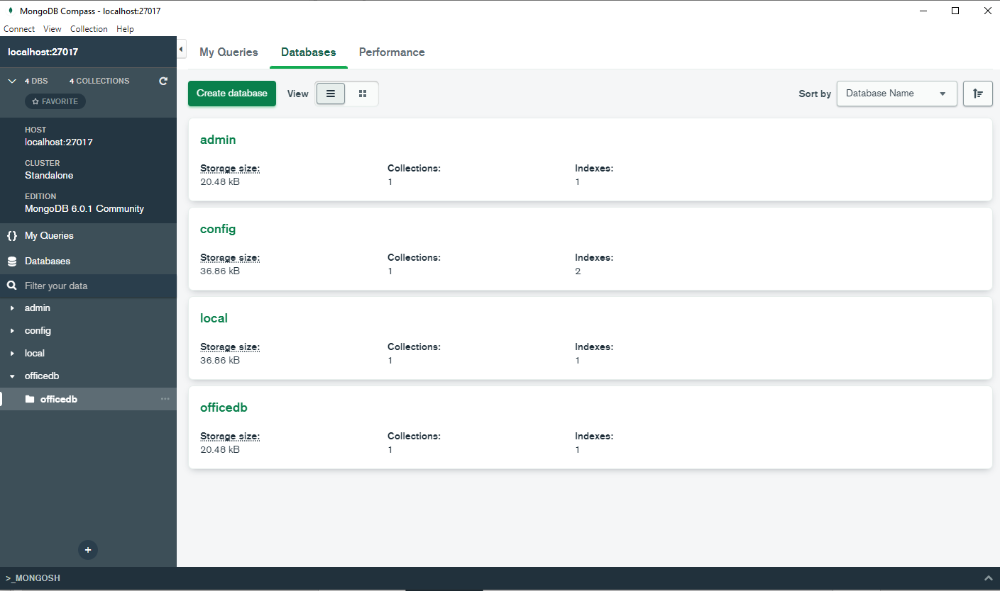 MongoDB Compass - localhost:27017
Connect View Collection Help
localhost:27017
4 DBS 4 COLLECTIONS
FAVORITE
HOST
localhost:27017
CLUSTER
Standalone
EDITION
MongoDB 6.0.1 Community
{} My Queries
Databases
Filter your data
admin
config
local
officedb
officedb
>_MONGOSH
My Queries Databases Performance
Create database View Sort by Database Name
admin
Storage size: Collections: Indexes:
20.48 kB 1 1
config
Storage size: Collections: Indexes:
36.86 kB 1 2
local
Storage size: Collections: Indexes:
36.86 kB 1 1
officedb
Storage size: Collections: Indexes:
20.48 kB 1 1